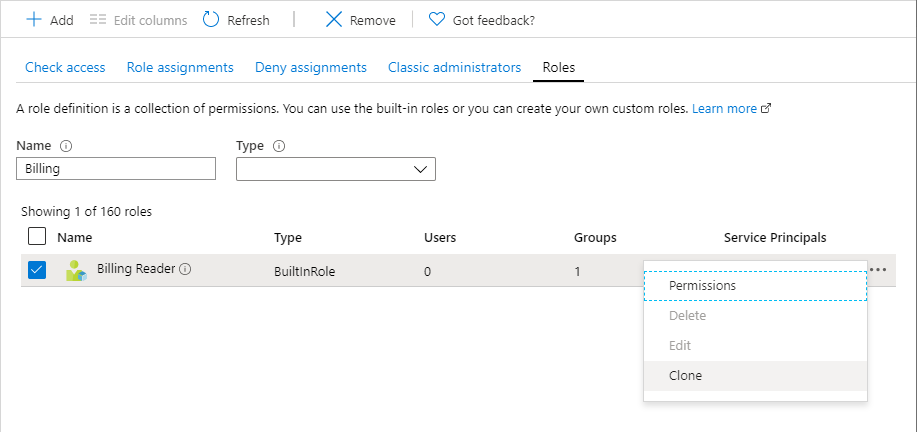 Add Edit columns Refresh Remove Got feedback?
Check access Role assignments Deny assignments Classic administrators Roles
A role definition is a collection of permissions. You can use the built-in roles or you can create your own custom roles. Learn more
Name Type
Billing
Showing 1 of 160 roles
Name Type Users Groups Service Principals
Billing Reader BuiltInRole 0 1
Permissions
Delete
Edit
Clone